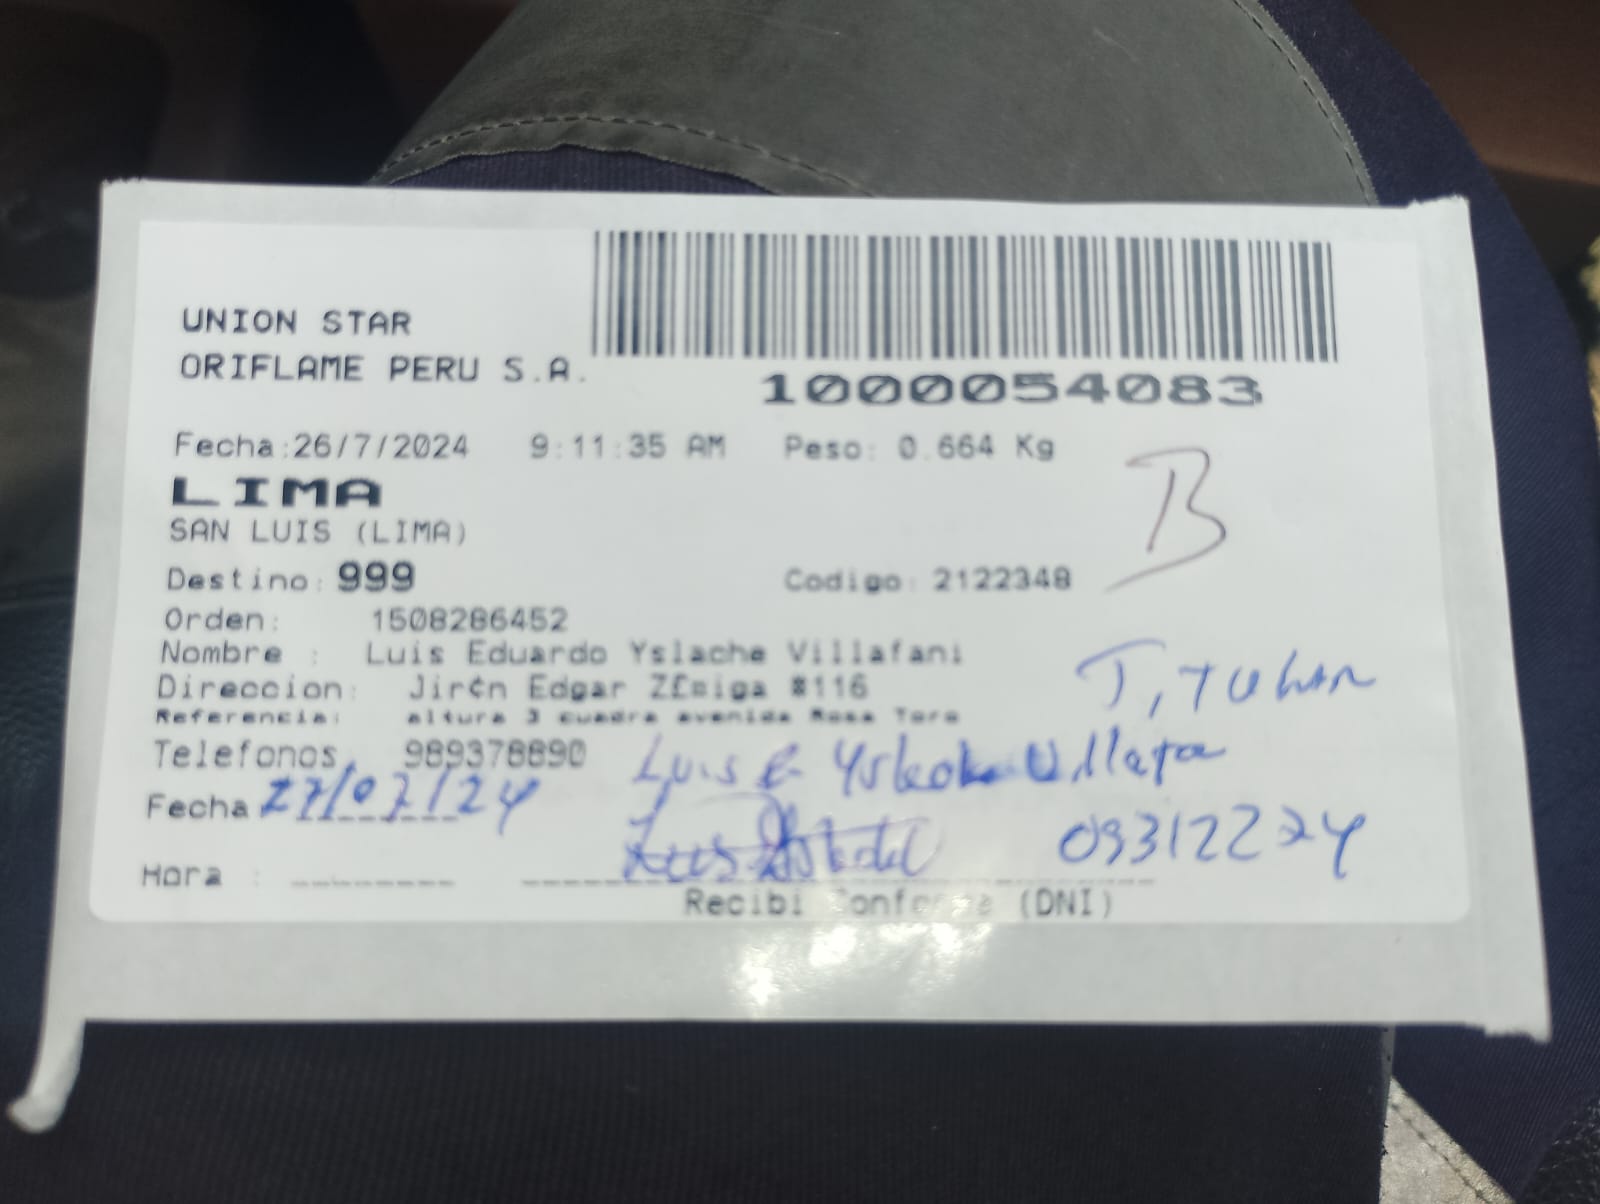 UNION STAR
ORIFLAME PERU S.A.
1000054083
Fecha:26/7/2024 9:11:35 AM Peso: 0.664 Kg
B
LIMA
SAN LUIS (LIMA)
Destino: 999 Codigo: 2122348
Orden: 1508286452
Nombre : Luis Eduardo Yslache Villafani
Direccion: Jir¢n Edgar Z£ñiga #116
Referencia: altura 3 cuadra avenida Rosa Toro
Titular
Telefonos. 989378890
Luis E
Fecha 27/07/24
09312224
Hora :
Recibi Conforme (DNI)